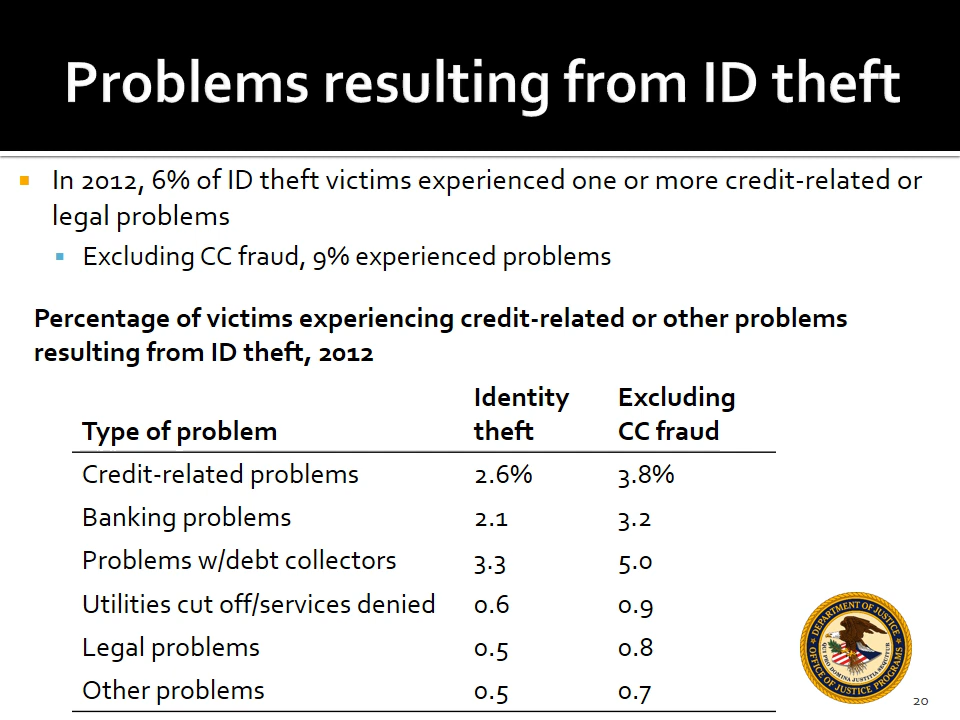 Problems resulting from ID theft
In 2012, 6% of ID theft victims experienced one or more credit-related or
legal problems
Excluding CC fraud, 9% experienced problems
Percentage of victims experiencing credit-related or other problems
resulting from ID theft, 2012
Type of problem Identity theft Excluding CC fraud
Credit-related problems 2.6% 3.8%
Banking problems 2.1 3.2
Problems w/debt collectors 3.3 5.0
Utilities cut off/services denied 0.6 0.9
Legal problems 0.5 0.8
Other problems 0.5 0.7
DEPARTMENT OF JUSTICE
QUI PRO DOMINA JUSTITIA SEQUITUR
OFFICE OF JUSTICE PROGRAMS
20